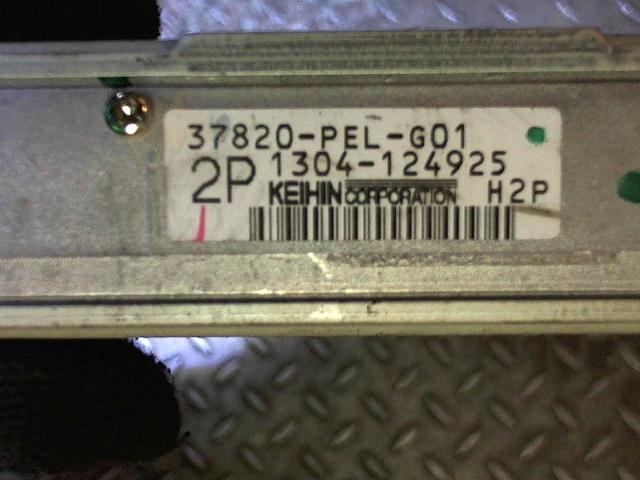 37820-PEL-G01
1304-124925
2P KEIHIN CORPORATION H2P